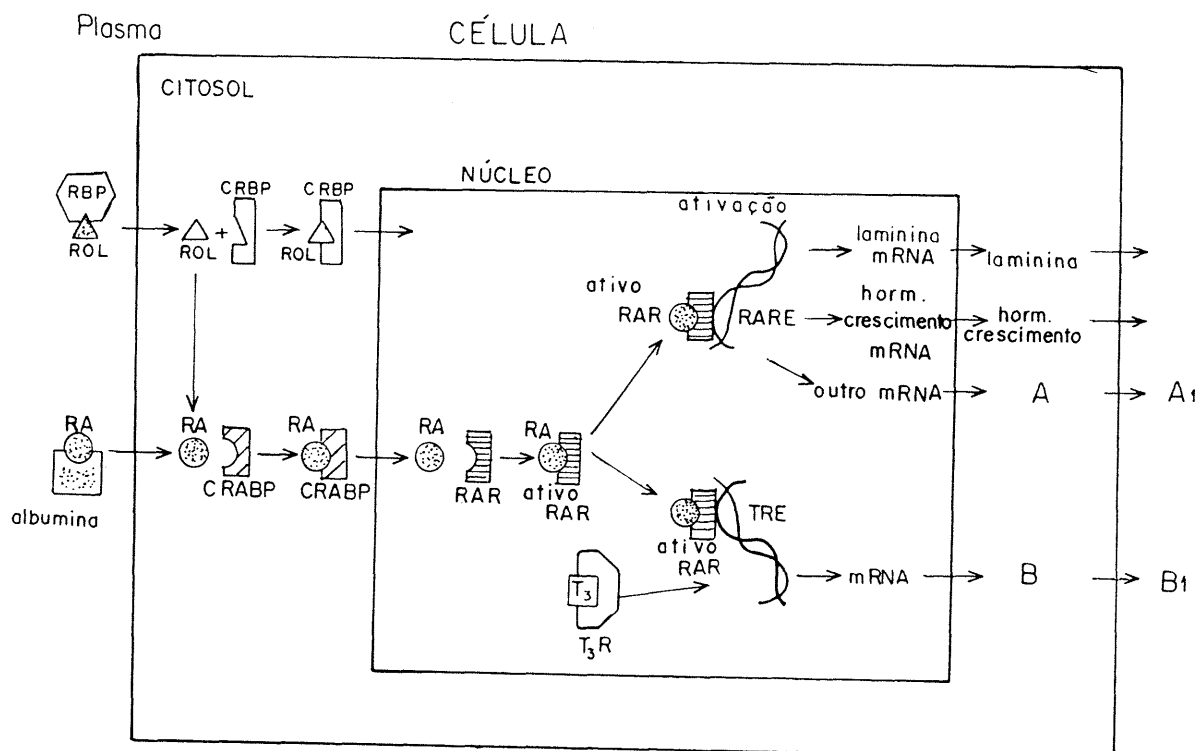 Plasma
CÉLULA
CITOSOL
NÚCLEO
RBP
ROL
ROL
+
CRBP
CRBP
ROL
ativação
ativo
RAR
RARE
laminina
mRNA
laminina
horm.
crescimento
mRNA
horm.
crescimento
outro mRNA
A
A1
RA
albumina
RA
CRABP
RA
CRABP
RA
RAR
RA
ativo
RAR
ativo
RAR
TRE
T3
T3R
mRNA
B
B1